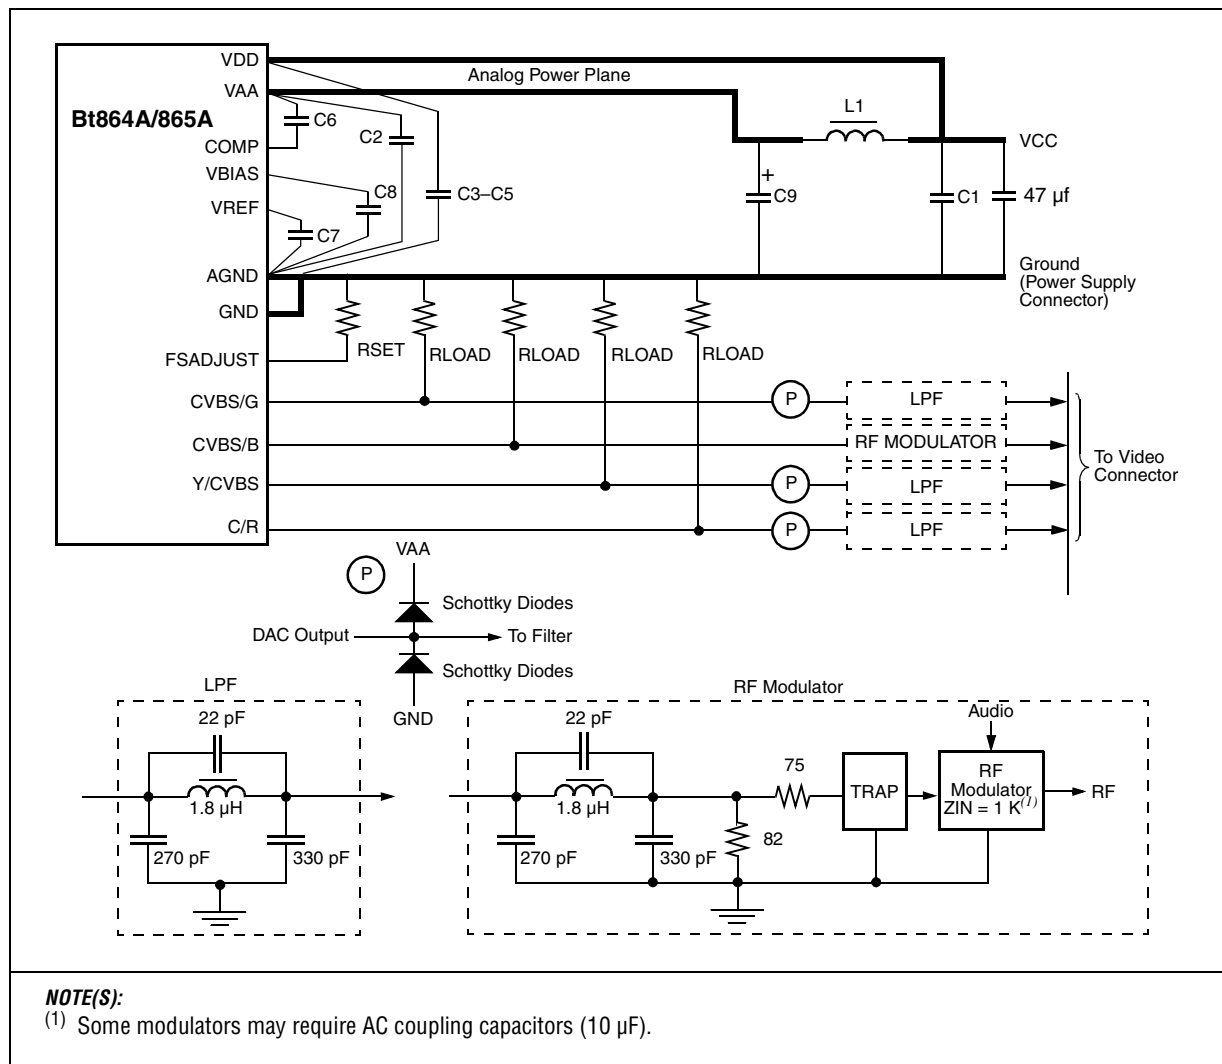 VDD
Analog Power Plane
VAA
L1
Bt864A/865A
C6
C2
VCC
COMP
VBIAS
+
C8
C3–C5
C9
C1
47 µf
VREF
C7
AGND
Ground
(Power Supply
Connector)
GND
RSET
RLOAD
RLOAD
RLOAD
RLOAD
FSADJUST
CVBS/G
P
LPF
CVBS/B
RF MODULATOR
To Video
Connector
Y/CVBS
P
LPF
C/R
P
LPF
VAA
P
Schottky Diodes
DAC Output
To Filter
Schottky Diodes
GND
LPF
22 pF
1.8 µH
270 pF
330 pF
RF Modulator
22 pF
Audio
75
1.8 µH
TRAP
RF
Modulator
ZIN = 1 K(1)
RF
82
270 pF
330 pF
NOTE(S):
(1) Some modulators may require AC coupling capacitors (10 µF).